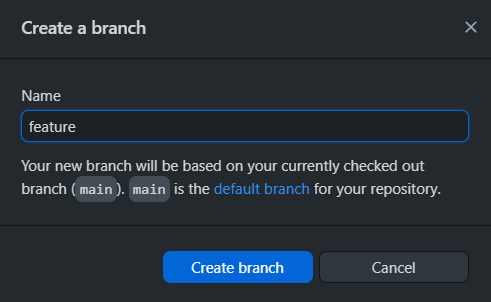 Create a branch
Name
feature
Your new branch will be based on your currently checked out
branch (main). main is the default branch for your repository.
Create branch
Cancel